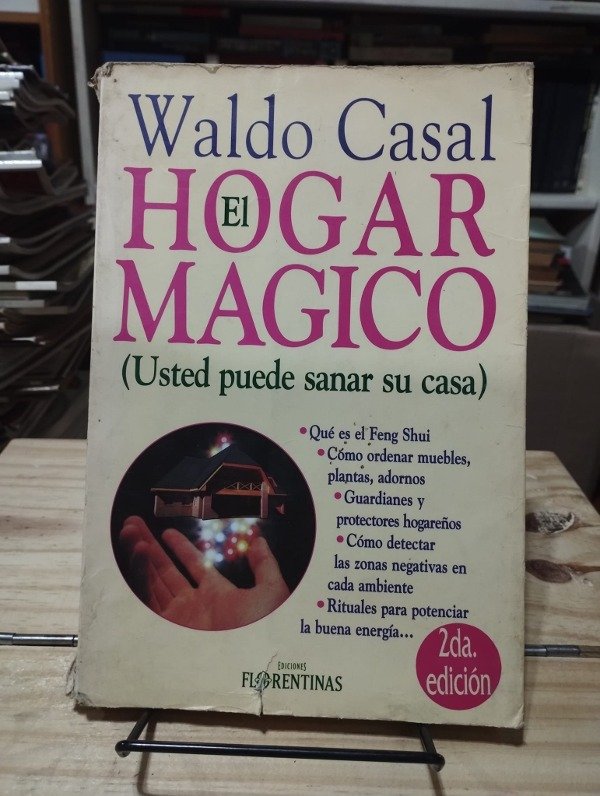 Waldo Casal
El
HOGAR
MAGICO
(Usted puede sanar su casa)
• Qué es el Feng Shui
• Cómo ordenar muebles,
plantas, adornos
• Guardianes y
protectores hogareños
• Cómo detectar
las zonas negativas en
cada ambiente
• Rituales para potenciar
la buena energía...
2da.
edición
EDICIONES
FLORENTINAS